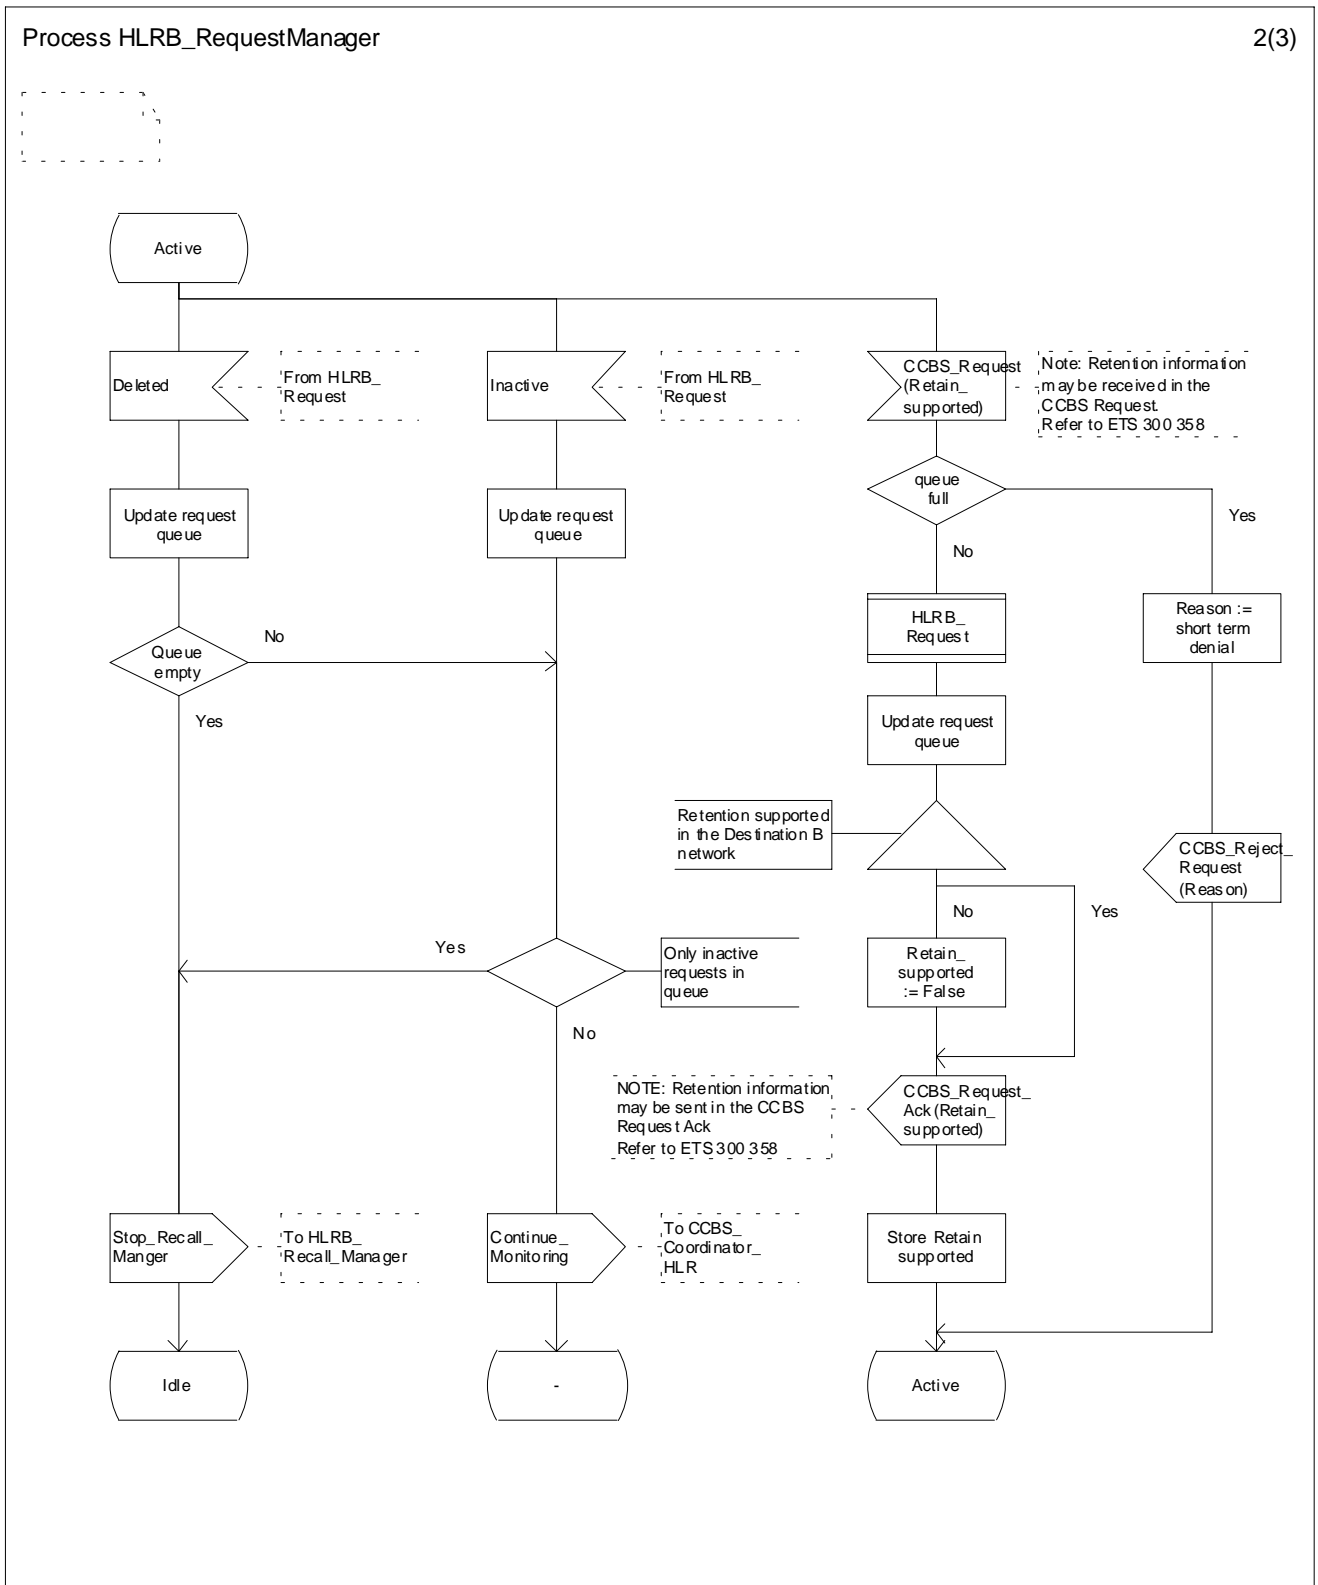 Process HLRB_RequestManager
2(3)
Active
Deleted
From HLRB_
Request
Inactive
From HLRB_
Request
CCBS_Request
(Retain_
supported)
Note: Retention information
may be received in the
CCBS Request.
Refer to ETS 300 358
Update request
queue
Update request
queue
queue
full
Yes
No
HLRB_
Request
Reason :=
short term
denial
Queue
empty
No
Yes
Update request
queue
Retention supported
in the Destination B
network
CCBS_Reject_
Request
(Reason)
No
Yes
Yes
Only inactive
requests in
queue
Retain_
supported
:= False
No
NOTE: Retention information
may be sent in the CCBS
Request Ack
Refer to ETS 300 358
CCBS_Request_
Ack (Retain_
supported)
Stop_Recall_
Manger
To HLRB_
Recall_Manager
Continue_
Monitoring
To CCBS_
Coordinator_
HLR
Store Retain
supported
Idle
-
Active